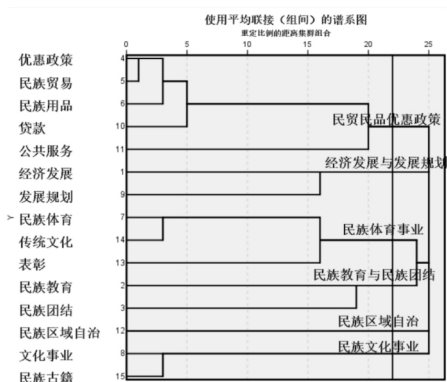 使用平均联接（组间）的谱系图
重定比例的距离集群组合
0 5 10 15 20 25
优惠政策 4
民族贸易 5
民族用品 6
贷款 10
民贸民品优惠政策
公共服务 11
经济发展与发展规划
经济发展 1
发展规划 9
Y 民族体育 7
民族体育事业
传统文化 14
表彰 13
民族教育与民族团结
民族教育 2
民族团结 3
民族区域自治
民族区域自治 12
民族文化事业
文化事业 8
民族古籍 15